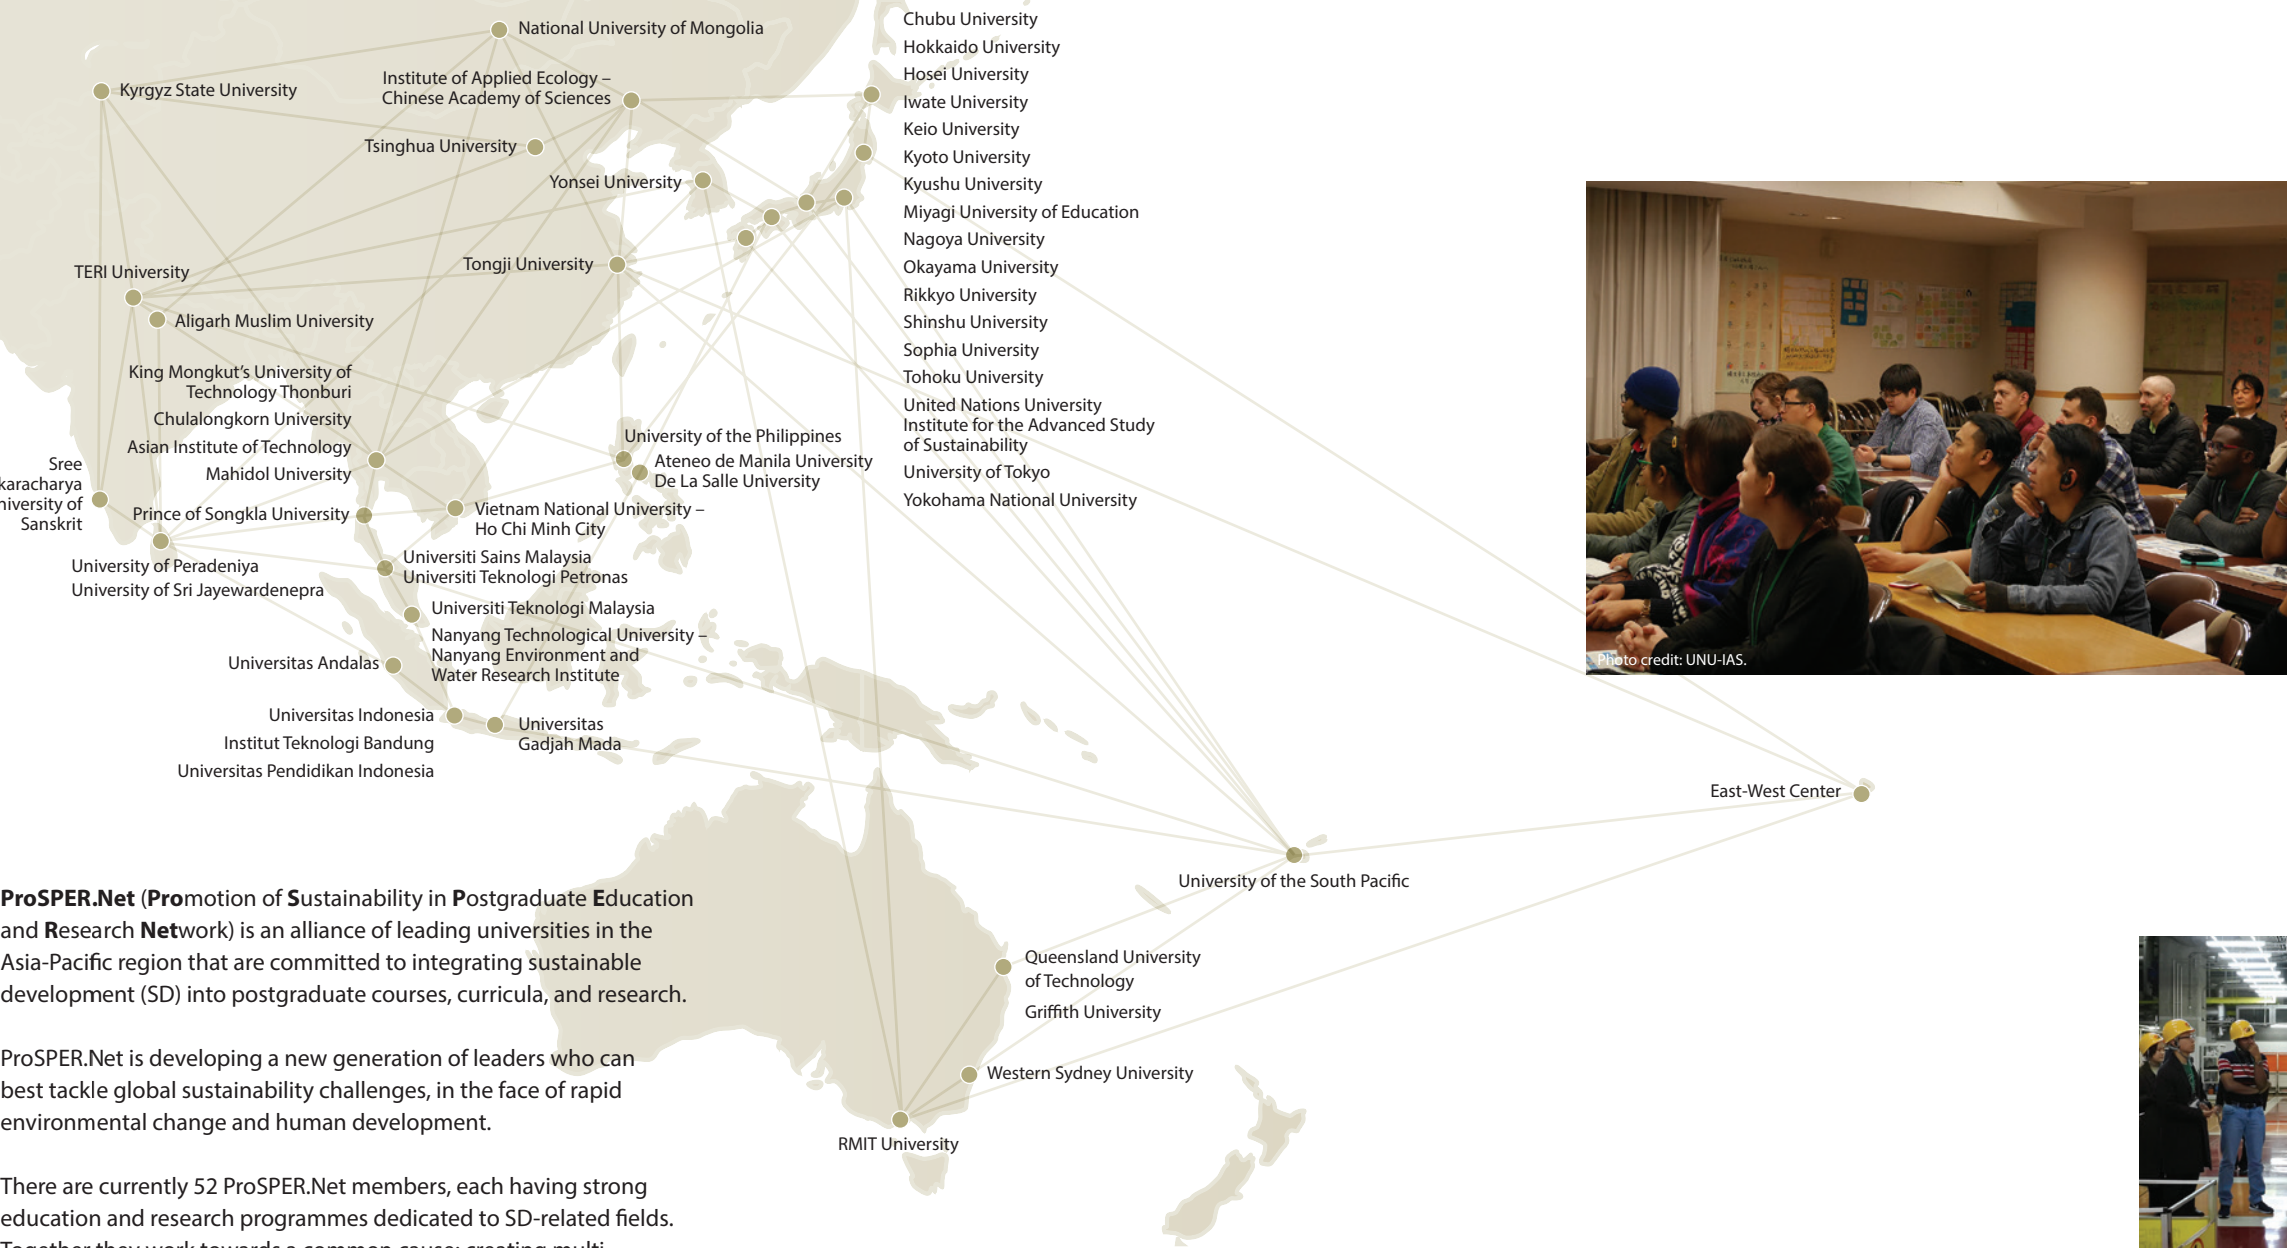 National University of Mongolia
Kyrgyz State University
Institute of Applied Ecology –
Chinese Academy of Sciences
Tsinghua University
Yonsei University
Tongji University
TERI University
Aligarh Muslim University
King Mongkut's University of
Technology Thonburi
Chulalongkorn University
Asian Institute of Technology
Mahidol University
Sree
karacharya
niversity of
Sanskrit
Prince of Songkla University
University of Peradeniya
University of Sri Jayewardenepra
University of the Philippines
Ateneo de Manila University
De La Salle University
Vietnam National University –
Ho Chi Minh City
Universiti Sains Malaysia
Universiti Teknologi Petronas
Universiti Teknologi Malaysia
Nanyang Technological University –
Nanyang Environment and
Water Research Institute
Universitas Andalas
Universitas Indonesia
Institut Teknologi Bandung
Universitas Pendidikan Indonesia
Universitas
Gadjah Mada
Chubu University
Hokkaido University
Hosei University
Iwate University
Keio University
Kyoto University
Kyushu University
Miyagi University of Education
Nagoya University
Okayama University
Rikkyo University
Shinshu University
Sophia University
Tohoku University
United Nations University
Institute for the Advanced Study
of Sustainability
University of Tokyo
Yokohama National University
Photo credit: UNU-IAS.
East-West Center
University of the South Pacific
Queensland University
of Technology
Griffith University
Western Sydney University
RMIT University
ProSPER.Net (Promotion of Sustainability in Postgraduate Education
and Research Network) is an alliance of leading universities in the
Asia-Pacific region that are committed to integrating sustainable
development (SD) into postgraduate courses, curricula, and research.
ProSPER.Net is developing a new generation of leaders who can
best tackle global sustainability challenges, in the face of rapid
environmental change and human development.
There are currently 52 ProSPER.Net members, each having strong
education and research programmes dedicated to SD-related fields.
Together they work towards a common cause: creating multi-